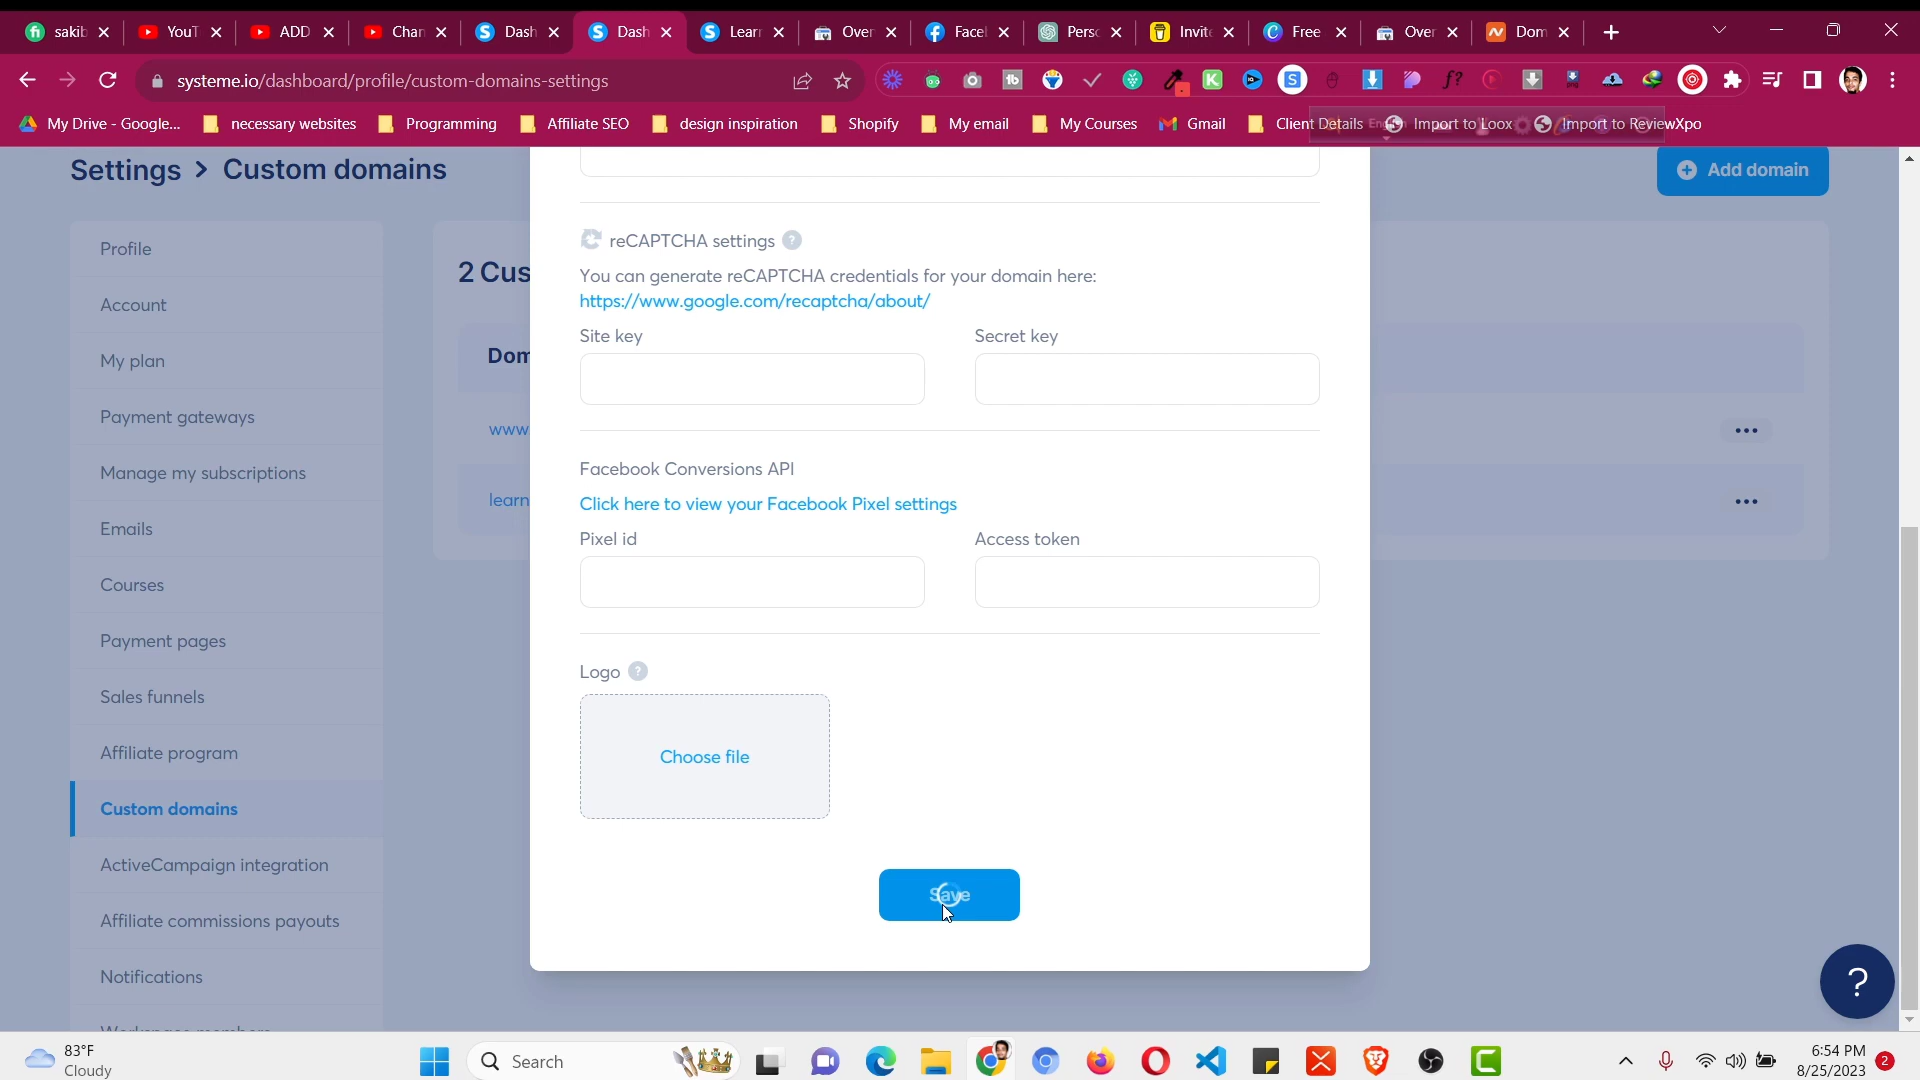 sakib
YouT
ADD
Chan
Dash
Dash
Learn
Over
Facel
Pers
Invit
Free
Over
Dom
systeme.io/dashboard/profile/custom-domains-settings
My Drive - Google...
necessary websites
Programming
Affiliate SEO
design inspiration
Shopify
My email
My Courses
Gmail
Client Details
Import to Loox
Import to ReviewXpo
Settings > Custom domains
Add domain
Profile
Account
My plan
Payment gateways
Manage my subscriptions
Emails
Courses
Payment pages
Sales funnels
Affiliate program
Custom domains
ActiveCampaign integration
Affiliate commissions payouts
Notifications
2 Cus
Dom
www
learn
reCAPTCHA settings ?
You can generate reCAPTCHA credentials for your domain here:
https://www.google.com/recaptcha/about/
Site key
Secret key
Facebook Conversions API
Click here to view your Facebook Pixel settings
Pixel id
Access token
Logo ?
Choose file
Save
?
83°F
Cloudy
Search
6:54 PM
8/25/2023
2